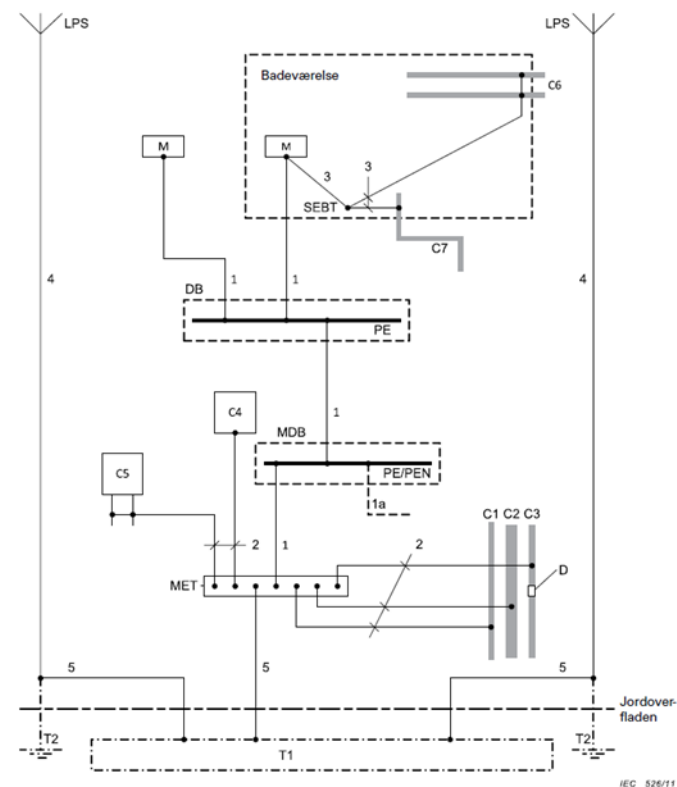 LPS
LPS
Badeværelse
C6
M
M
3
3
SEBT
C7
4
4
1
1
DB
PE
1
C4
MDB
C5
PE/PEN
1a
C1 C2 C3
2
1
2
MET
D
5
5
5
Jordover-
fladen
T2
T1
T2
IEC 526/11